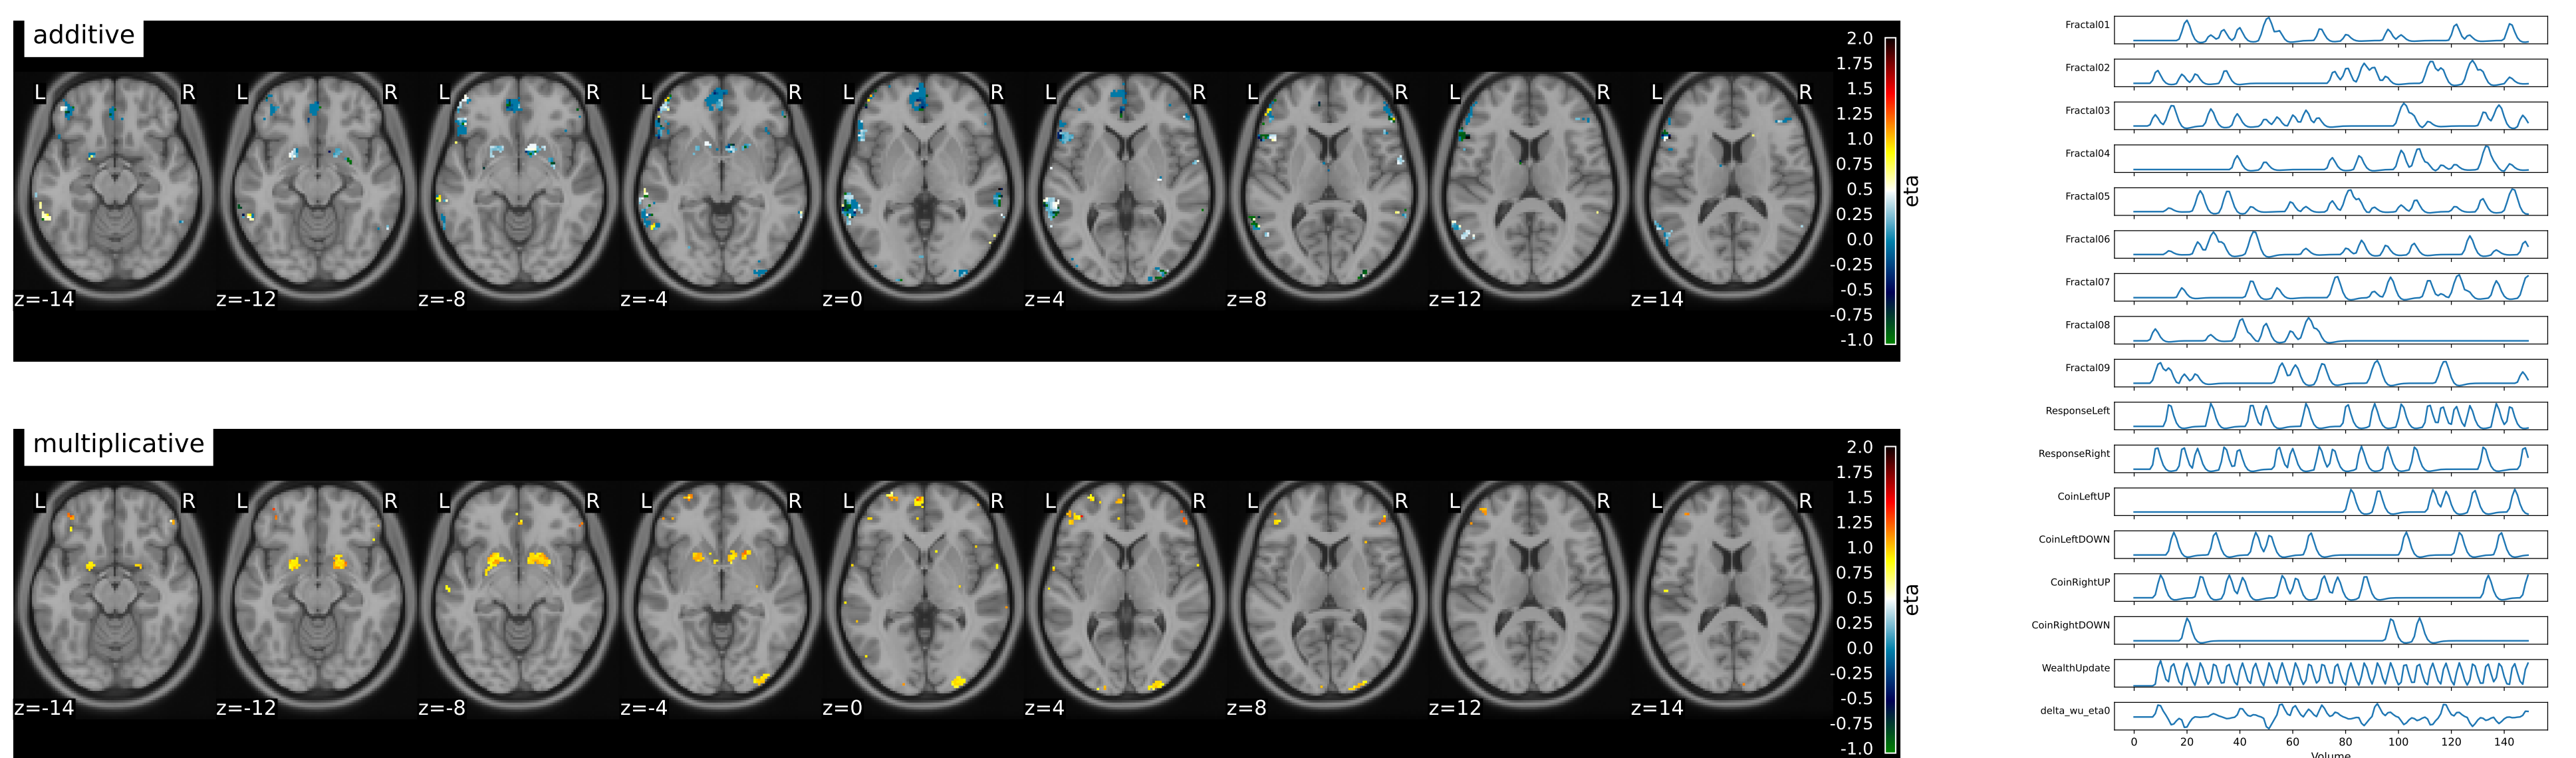 additive
L R L R L R L R L R L R L R L R L R
z=-14 z=-12 z=-8 z=-4 z=0 z=4 z=8 z=12 z=14
2.0
1.75
1.5
1.25
1.0
0.75
0.5
0.25
0.0
-0.25
-0.5
-0.75
-1.0
eta
multiplicative
L R L R L R L R L R L R L R L R L R
z=-14 z=-12 z=-8 z=-4 z=0 z=4 z=8 z=12 z=14
2.0
1.75
1.5
1.25
1.0
0.75
0.5
0.25
0.0
-0.25
-0.5
-0.75
-1.0
eta
Fractal01
Fractal02
Fractal03
Fractal04
Fractal05
Fractal06
Fractal07
Fractal08
Fractal09
ResponseLeft
ResponseRight
CoinLeftUP
CoinLeftDOWN
CoinRightUP
CoinRightDOWN
WealthUpdate
delta_wu_eta0
0 20 40 60 80 100 120 140
Volume